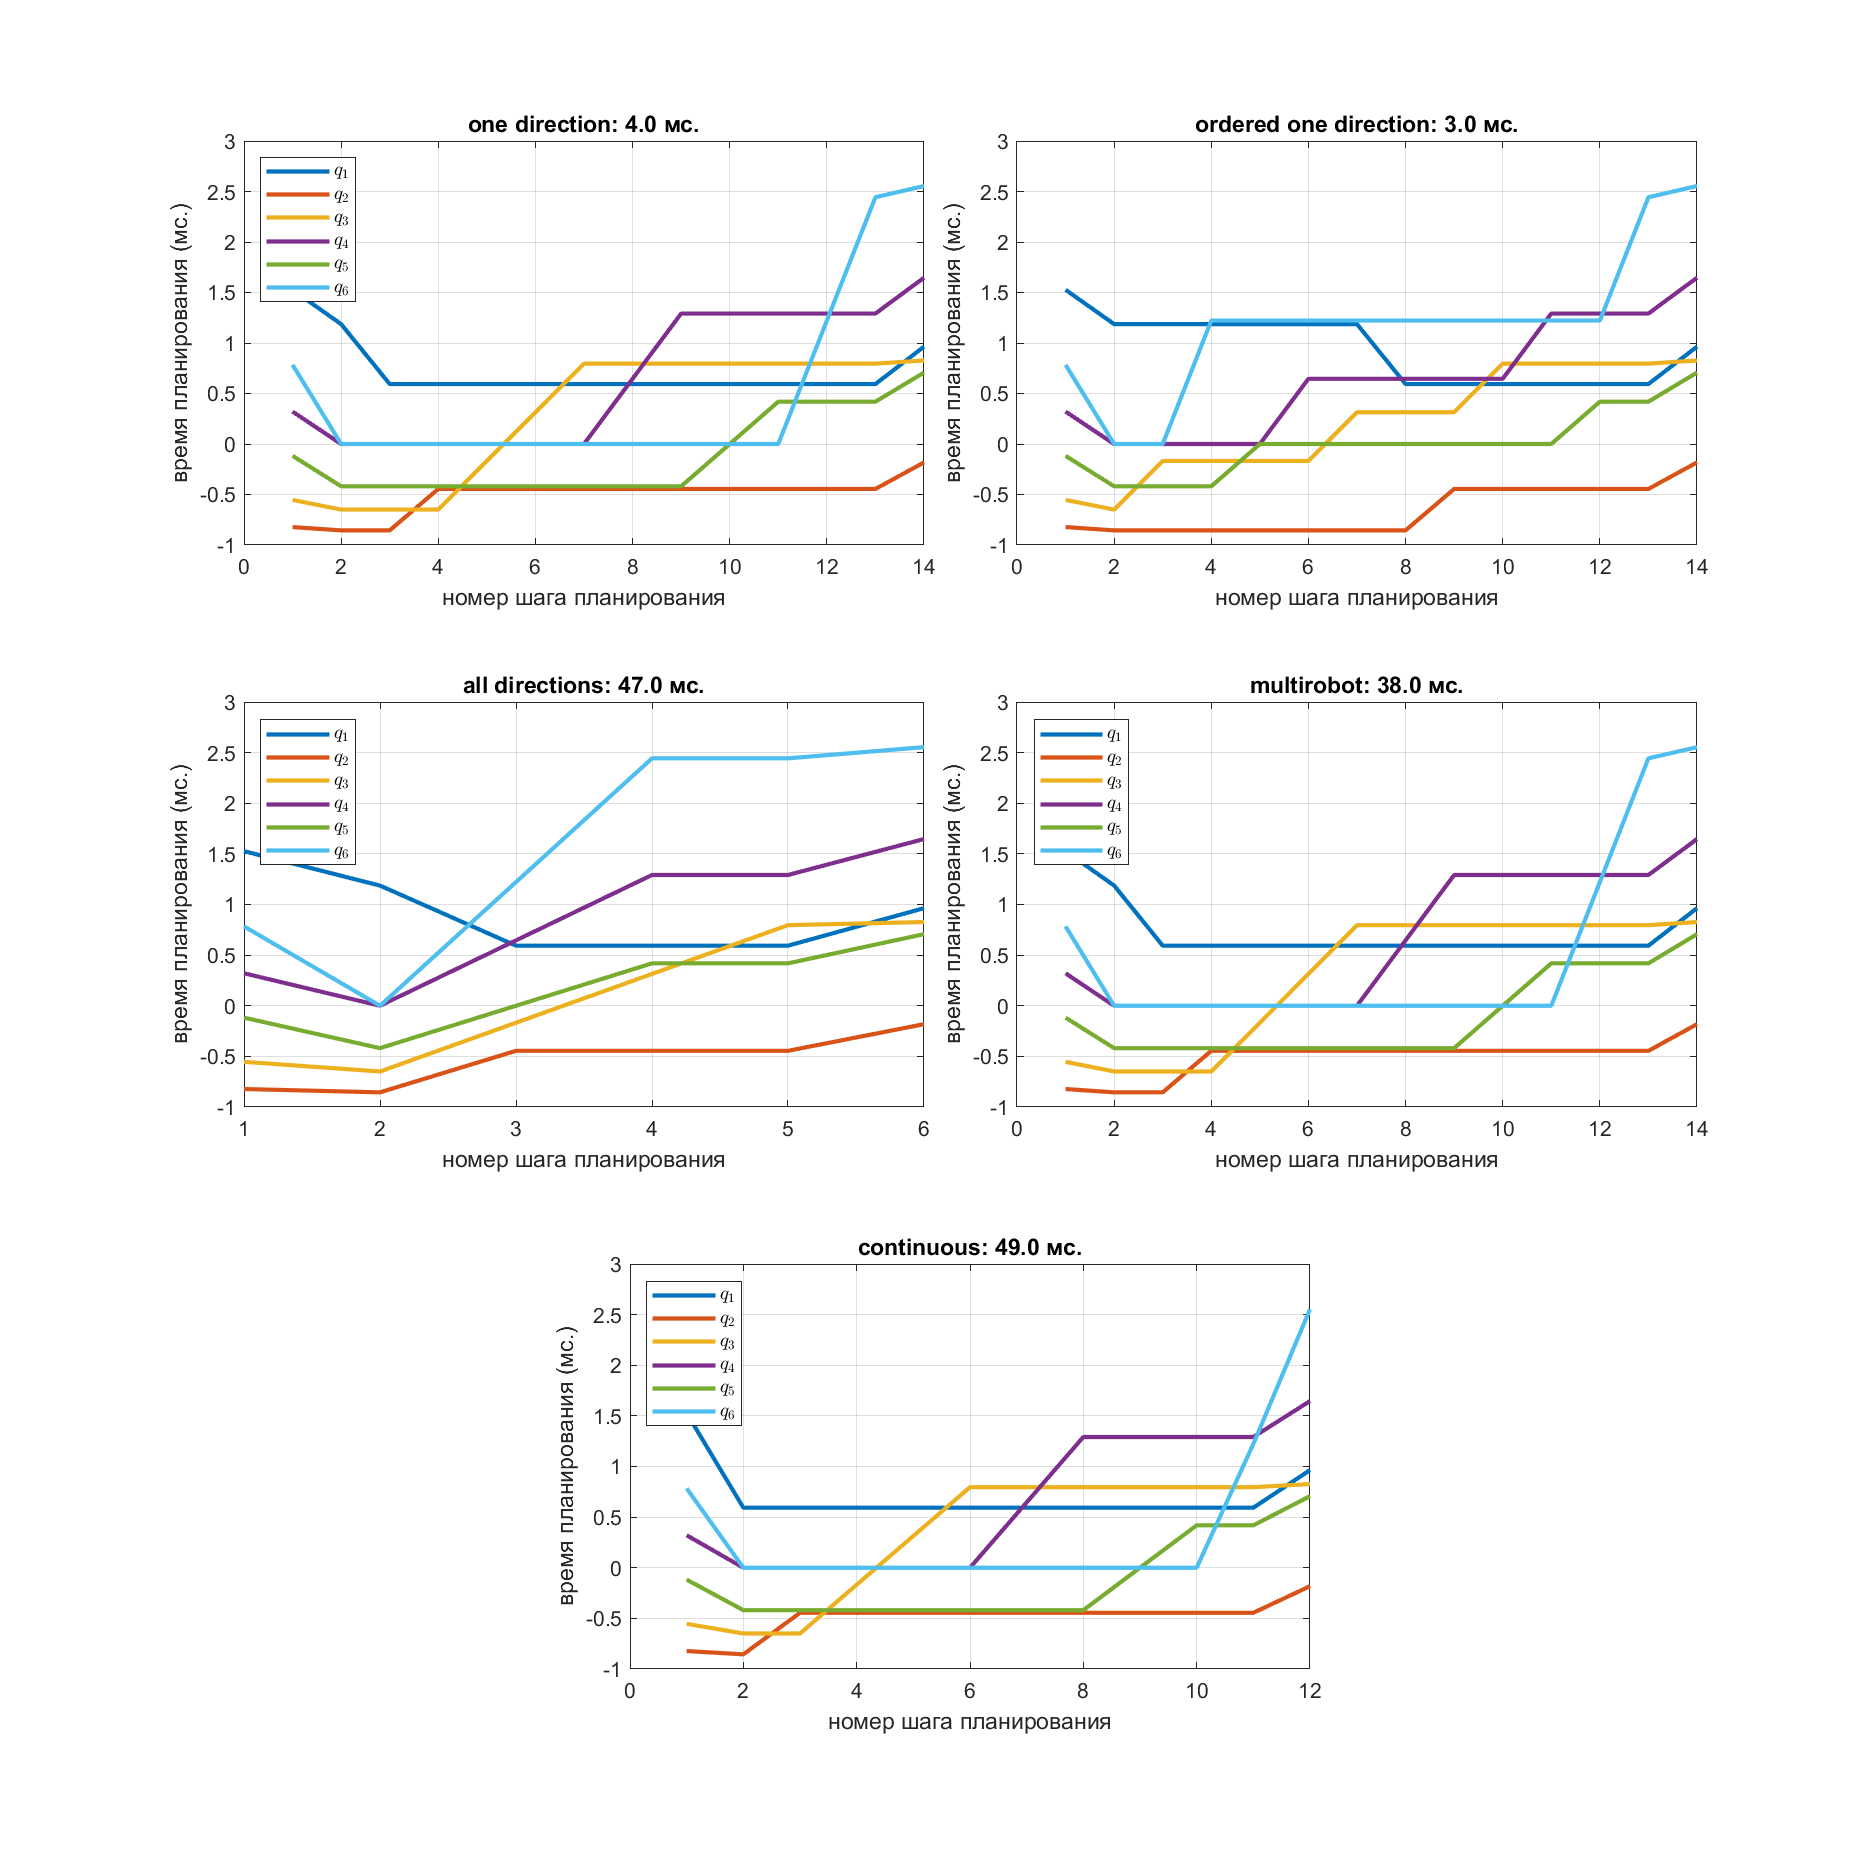 one direction: 4.0 мс.
3
2.5
2
1.5
1
0.5
0
-0.5
-1
время планирования (мс.)
q1
q2
q3
q4
q5
q6
0 2 4 6 8 10 12 14
номер шага планирования
ordered one direction: 3.0 мс.
3
2.5
2
1.5
1
0.5
0
-0.5
-1
время планирования (мс.)
0 2 4 6 8 10 12 14
номер шага планирования
all directions: 47.0 мс.
3
2.5
2
1.5
1
0.5
0
-0.5
-1
время планирования (мс.)
q1
q2
q3
q4
q5
q6
1 2 3 4 5 6
номер шага планирования
multirobot: 38.0 мс.
3
2.5
2
1.5
1
0.5
0
-0.5
-1
время планирования (мс.)
q1
q2
q3
q4
q5
q6
0 2 4 6 8 10 12 14
номер шага планирования
continuous: 49.0 мс.
3
2.5
2
1.5
1
0.5
0
-0.5
-1
время планирования (мс.)
q1
q2
q3
q4
q5
q6
0 2 4 6 8 10 12
номер шага планирования